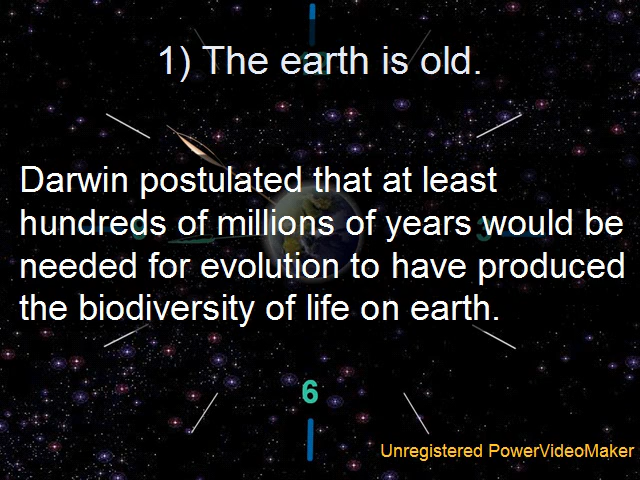 1) The earth is old.
Darwin postulated that at least
hundreds of millions of years would be
needed for evolution to have produced
the biodiversity of life on earth.
6
Unregistered PowerVideoMaker